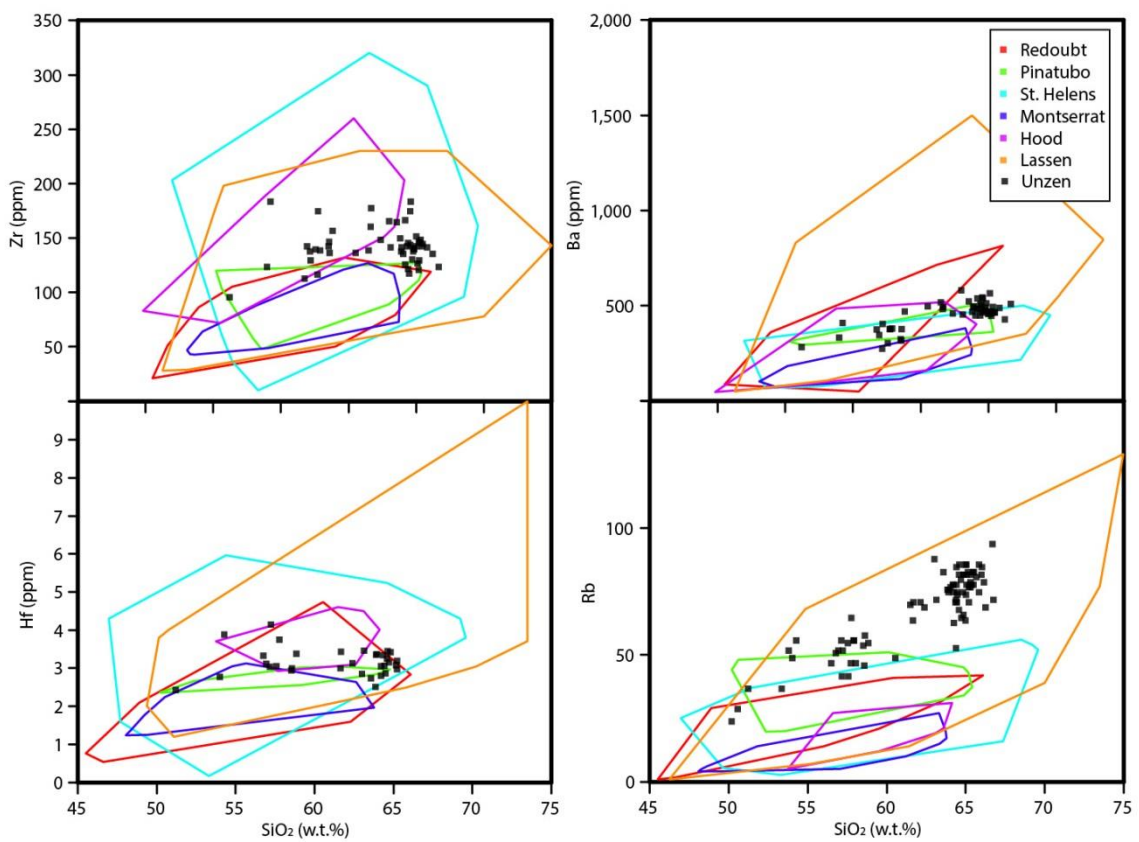 350
300
250
200
150
100
50
Zr (ppm)
2,000
1,500
1,000
500
Ba (ppm)
Redoubt
Pinatubo
St. Helens
Montserrat
Hood
Lassen
Unzen
9
8
7
6
5
4
3
2
1
0
Hf (ppm)
45
50
55
60
65
70
75
SiO₂ (w.t.%)
100
50
0
Rb
45
50
55
60
65
70
75
SiO₂ (w.t.%)